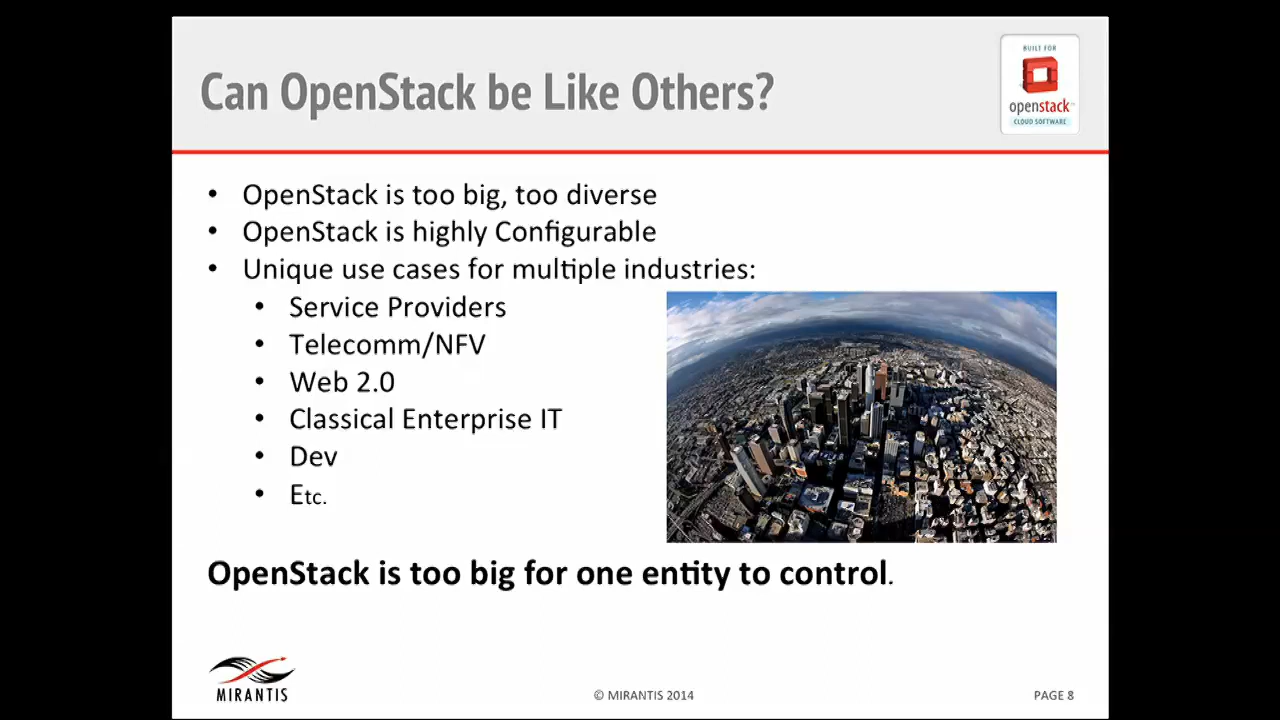 Can OpenStack be Like Others?
BUILT FOR
openstack™
CLOUD SOFTWARE
• OpenStack is too big, too diverse
• OpenStack is highly Configurable
• Unique use cases for multiple industries:
• Service Providers
• Telecomm/NFV
• Web 2.0
• Classical Enterprise IT
• Dev
• Etc.
OpenStack is too big for one entity to control.
MIRANTIS
© MIRANTIS 2014
PAGE 8